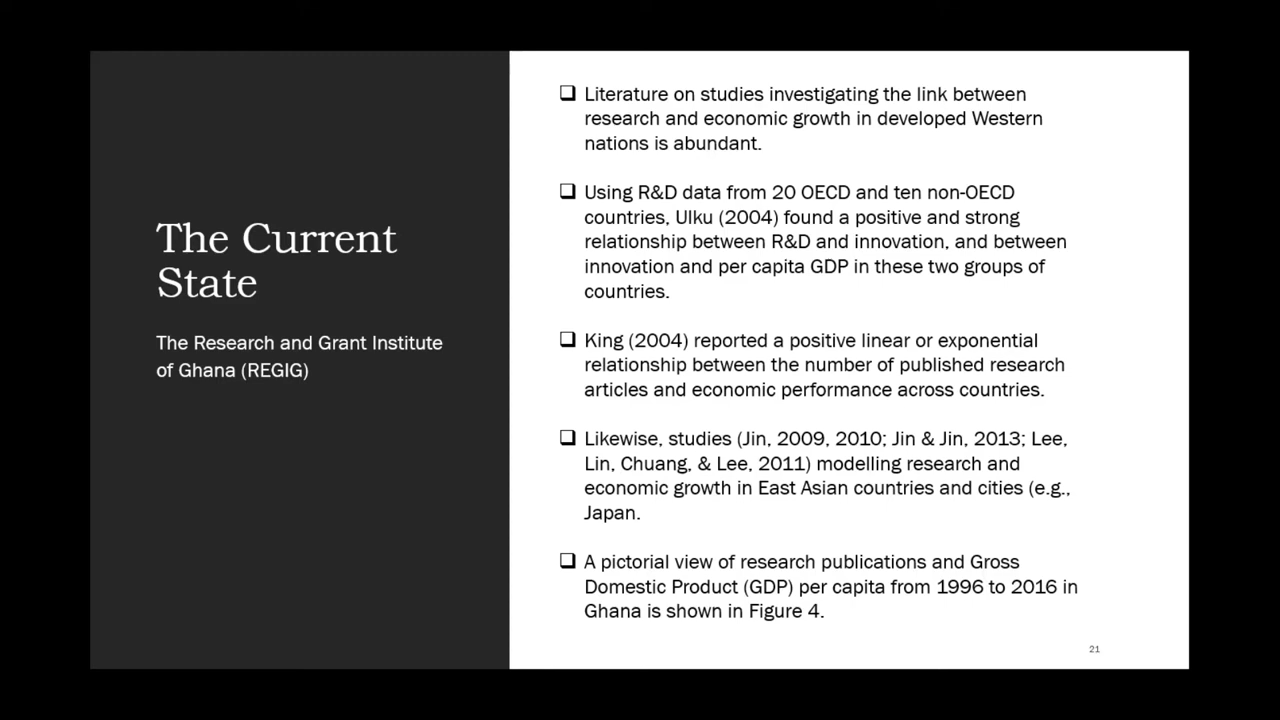 The Current
State
The Research and Grant Institute
of Ghana (REGIG)
❑ Literature on studies investigating the link between
research and economic growth in developed Western
nations is abundant.
❑ Using R&D data from 20 OECD and ten non-OECD
countries, Ulku (2004) found a positive and strong
relationship between R&D and innovation, and between
innovation and per capita GDP in these two groups of
countries.
❑ King (2004) reported a positive linear or exponential
relationship between the number of published research
articles and economic performance across countries.
❑ Likewise, studies (Jin, 2009, 2010; Jin & Jin, 2013; Lee,
Lin, Chuang, & Lee, 2011) modelling research and
economic growth in East Asian countries and cities (e.g.,
Japan.
❑ A pictorial view of research publications and Gross
Domestic Product (GDP) per capita from 1996 to 2016 in
Ghana is shown in Figure 4.
21